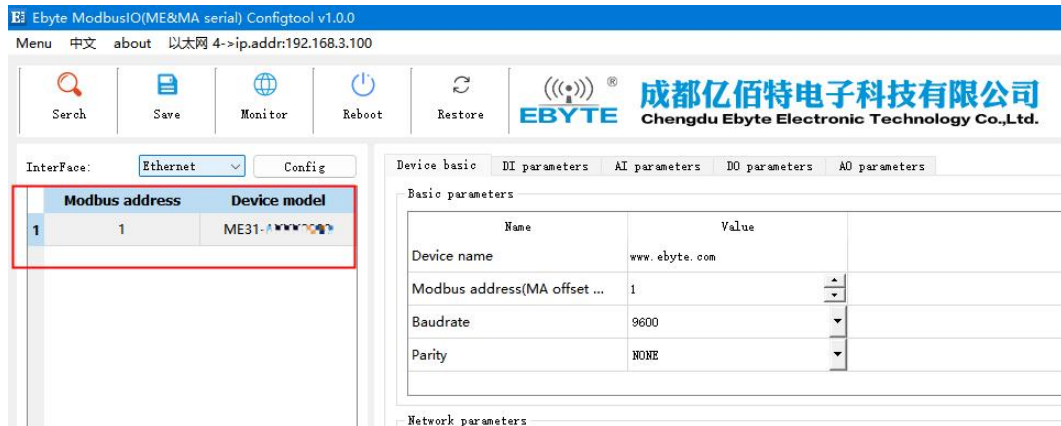 Ebyte ModbusIO(ME&MA serial) Configtool v1.0.0
Menu 中文 about 以太网 4->ip.addr:192.168.3.100
Serch Save Monitor Reboot Restore
EBYTE ®
成都亿佰特电子科技有限公司
Chengdu Ebyte Electronic Technology Co.,Ltd.
InterFace: Ethernet Config
Modbus address Device model
1 1 ME31-
Device basic DI parameters AI parameters DO parameters AO parameters
Basic parameters
Name Value
Device name www.ebyte.com
Modbus address(MA offset ... 1
Baudrate 9600
Parity NONE
Network parameters